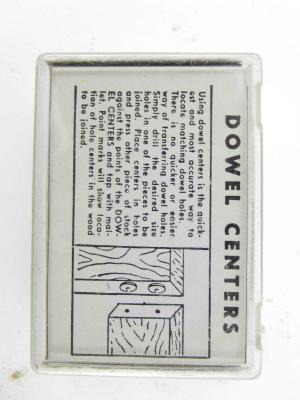 DOWEL CENTERS
Using dowel centers is the quick-
est and most accurate way to
locate matching dowel holes.
There is no quicker or easier
way of transferring dowel holes.
Simply drill the desired size
holes in one of the pieces to be
joined. Place centers in holes
and press other piece of stock
against the points of the DOW-
EL CENTERS and tap with mal-
let. Point marks will show loca-
tion of hole centers in the wood
to be joined.